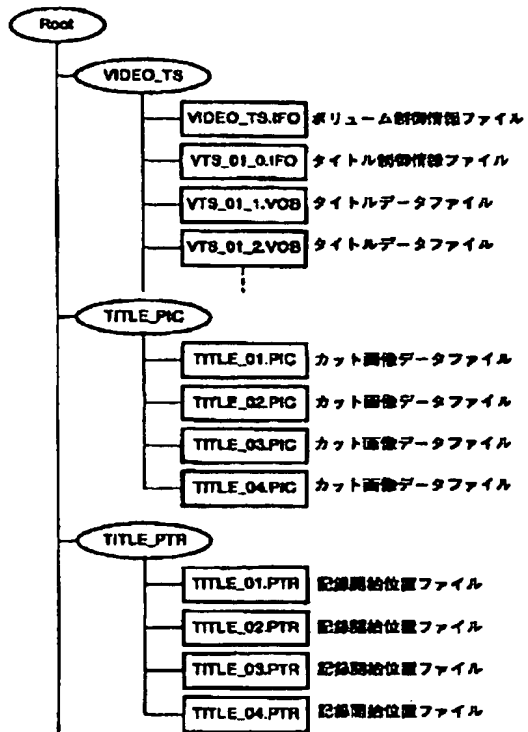 Root
VIDEO_TS
VIDEO_TS.IFO ボリューム制御情報ファイル
VTS_01_0.IFO タイトル制御情報ファイル
VTS_01_1.VOB タイトルデータファイル
VTS_01_2.VOB タイトルデータファイル
TITLE_PIC
TITLE_01.PIC カット画像データファイル
TITLE_02.PIC カット画像データファイル
TITLE_03.PIC カット画像データファイル
TITLE_04.PIC カット画像データファイル
TITLE_PTR
TITLE_01.PTR 記録開始位置ファイル
TITLE_02.PTR 記録開始位置ファイル
TITLE_03.PTR 記録開始位置ファイル
TITLE_04.PTR 記録開始位置ファイル